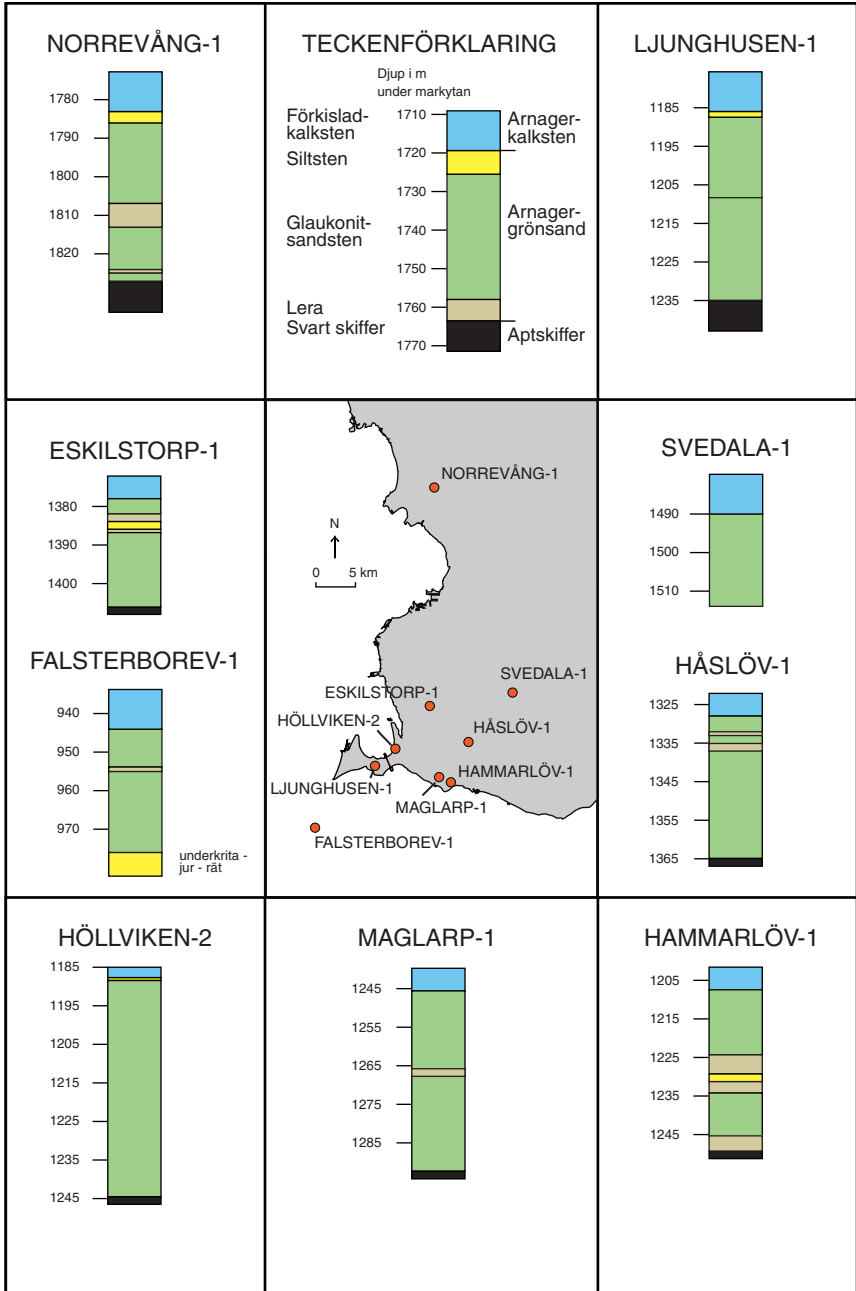 NORREVÅNG-1
1780
1790
1800
1810
1820
TECKENFÖRKLARING
Djup i m
under markytan
Förkislad-
kalksten
Siltsten
Glaukonit-
sandsten
Lera
Svart skiffer
1710
1720
1730
1740
1750
1760
1770
Arnager-
kalksten
Arnager-
grönsand
Aptskiffer
LJUNGHUSEN-1
1185
1195
1205
1215
1225
1235
ESKILSTORP-1
1380
1390
1400
FALSTERBOREV-1
940
950
960
970
underkrita -
jur - rät
NORREVÅNG-1
N
0 5 km
SVEDALA-1
ESKILSTORP-1
HÖLLVIKEN-2
HÅSLÖV-1
LJUNGHUSEN-1
HAMMARLÖV-1
MAGLARP-1
FALSTERBOREV-1
SVEDALA-1
1490
1500
1510
HÅSLÖV-1
1325
1335
1345
1355
1365
HÖLLVIKEN-2
1185
1195
1205
1215
1225
1235
1245
MAGLARP-1
1245
1255
1265
1275
1285
HAMMARLÖV-1
1205
1215
1225
1235
1245